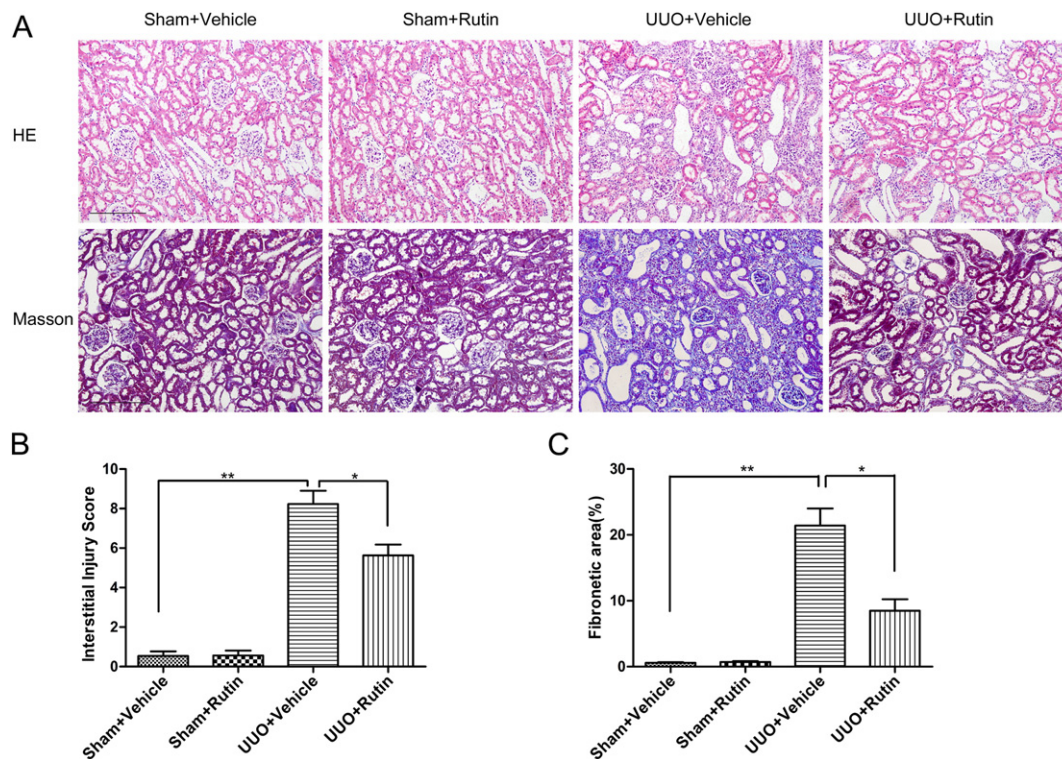 A
Sham+Vehicle Sham+Rutin UUO+Vehicle UUO+Rutin
HE
Masson
B
Interstitial Injury Score
10
8
6
4
2
0
**
*
Sham+Vehicle
Sham+Rutin
UUO+Vehicle
UUO+Rutin
C
Fibronetic area(%)
30
20
10
0
**
*
Sham+Vehicle
Sham+Rutin
UUO+Vehicle
UUO+Rutin